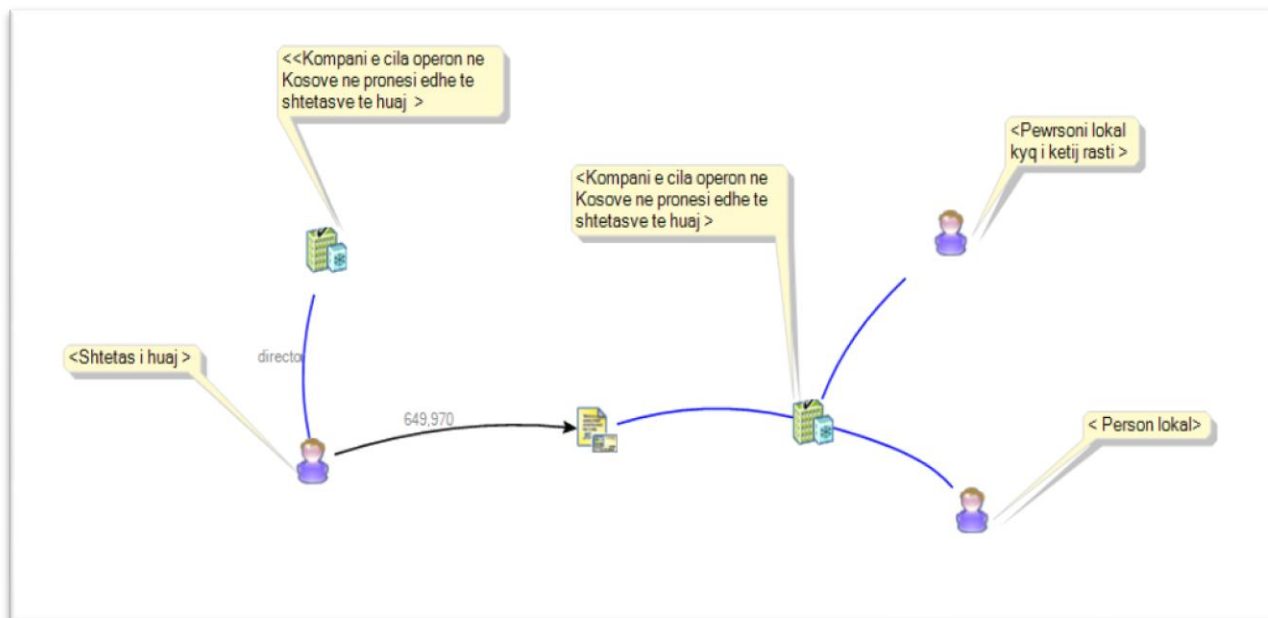 <<Kompani e cila operon ne
Kosove ne pronesi edhe te
shtetasve te huaj >
<Pewrsoni lokal
kyq i ketij rasti >
<Kompani e cila operon ne
Kosove ne pronesi edhe te
shtetasve te huaj >
<Shtetas i huaj >
director
649,970
< Person lokal>